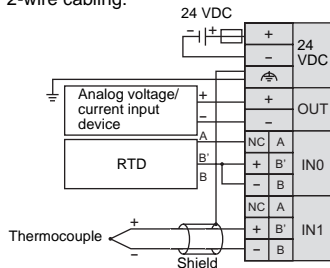 2-wire cabling.
24 VDC
− +
+
−
24
VDC
Analog voltage/
current input
device
+
−
+
−
OUT
RTD
A
B'
B
NC A
+ B'
− B
IN0
Thermocouple
+
−
Shield
NC A
+ B'
− B
IN1